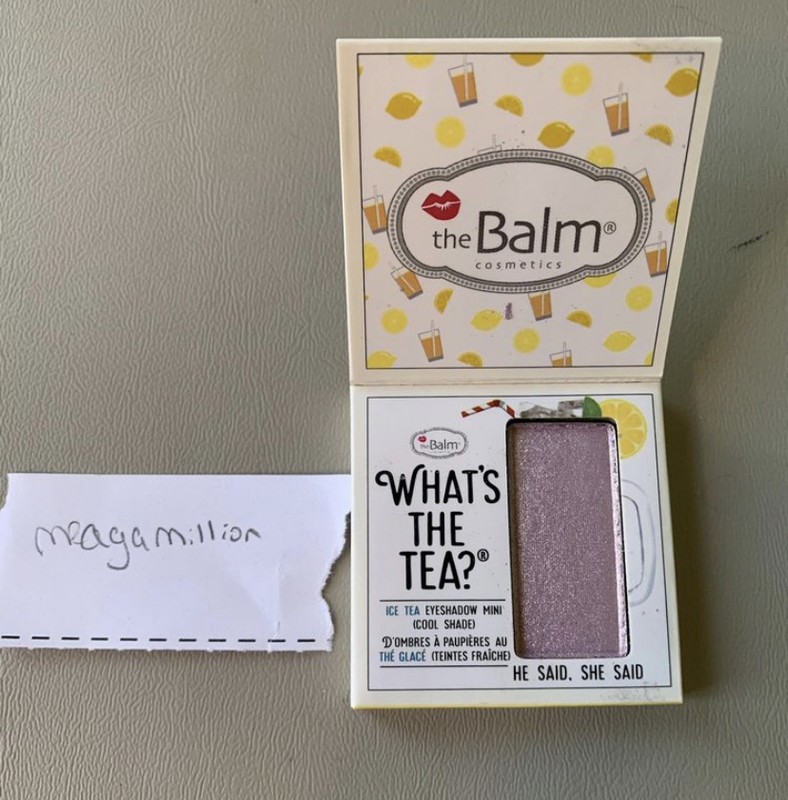 the Balm®
cosmetics
meagamillion
the Balm®
WHAT'S
THE
TEA?®
ICE TEA EYESHADOW MINI
(COOL SHADE)
D'OMBRES À PAUPIÈRES AU
THÉ GLACÉ (TEINTES FRAÎCHE)
HE SAID, SHE SAID